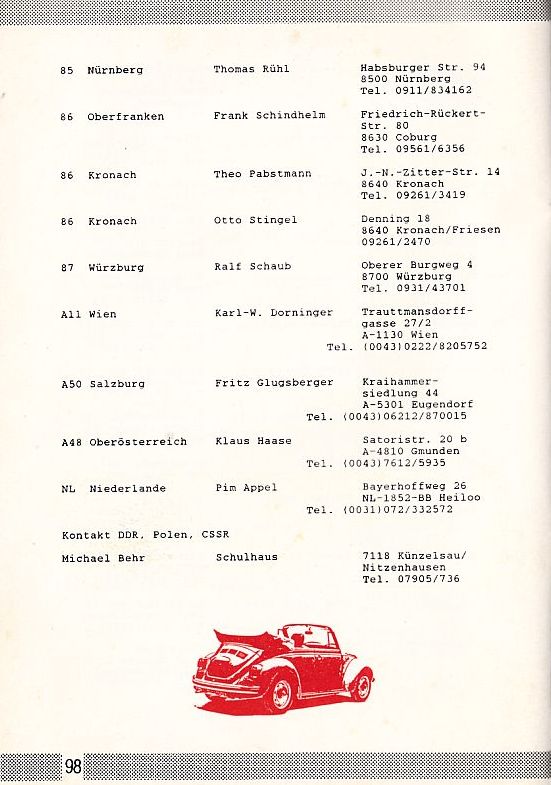 85 Nürnberg Thomas Rühl Habsburger Str. 94
8500 Nürnberg
Tel. 0911/834162
86 Oberfranken Frank Schindhelm Friedrich-Rückert-
Str. 80
8630 Coburg
Tel. 09561/6356
86 Kronach Theo Pabstmann J.-N.-Zitter-Str. 14
8640 Kronach
Tel. 09261/3419
86 Kronach Otto Stingel Denning 18
8640 Kronach/Friesen
09261/2470
87 Würzburg Ralf Schaub Oberer Burgweg 4
8700 Würzburg
Tel. 0931/43701
A11 Wien Karl-W. Dorninger Trauttmansdorff-
gasse 27/2
A-1130 Wien
Tel. (0043)0222/8205752
A50 Salzburg Fritz Glugsberger Kraihammer-
siedlung 44
A-5301 Eugendorf
Tel. (0043)06212/870015
A48 Oberösterreich Klaus Haase Satoristr. 20 b
A-4810 Gmunden
Tel. (0043)7612/5935
NL Niederlande Pim Appel Bayerhoffweg 26
NL-1852-BB Heiloo
Tel. (0031)072/332572
Kontakt DDR, Polen, CSSR
Michael Behr Schulhaus 7118 Künzelsau/
Nitzenhausen
Tel. 07905/736
98